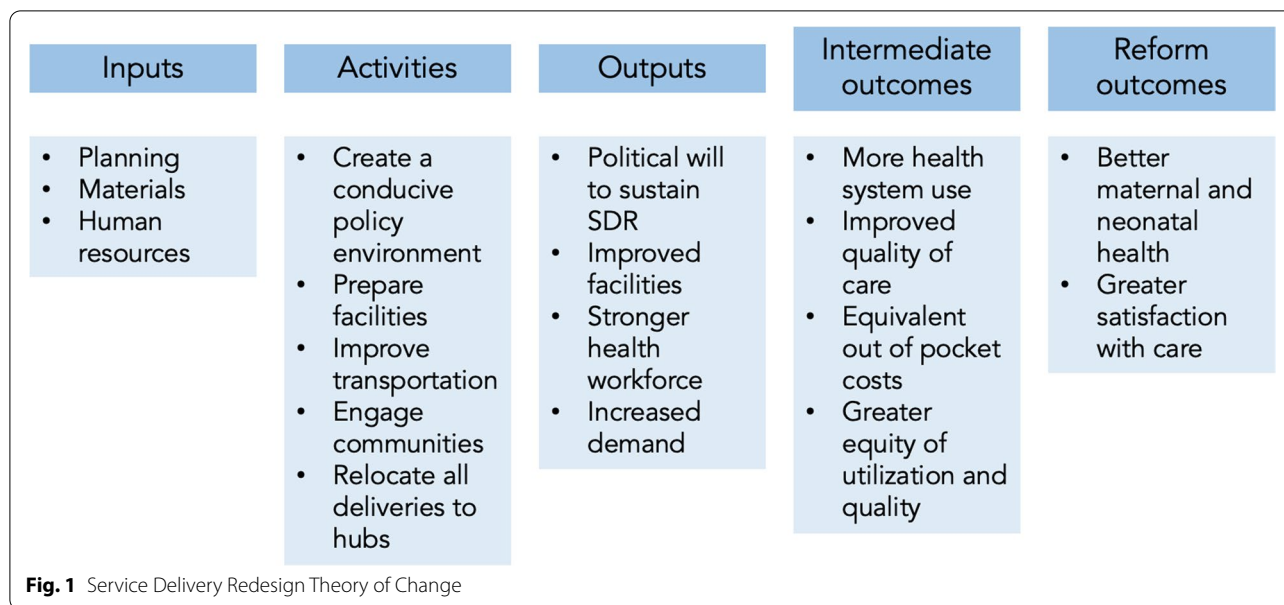 Inputs
• Planning
• Materials
• Human
resources
Activities
• Create a
conducive
policy
environment
• Prepare
facilities
• Improve
transportation
• Engage
communities
• Relocate all
deliveries to
hubs
Outputs
• Political will
to sustain
SDR
• Improved
facilities
• Stronger
health
workforce
• Increased
demand
Intermediate
outcomes
• More health
system use
• Improved
quality of
care
• Equivalent
out of pocket
costs
• Greater
equity of
utilization and
quality
Reform
outcomes
• Better
maternal and
neonatal
health
• Greater
satisfaction
with care
Fig. 1 Service Delivery Redesign Theory of Change